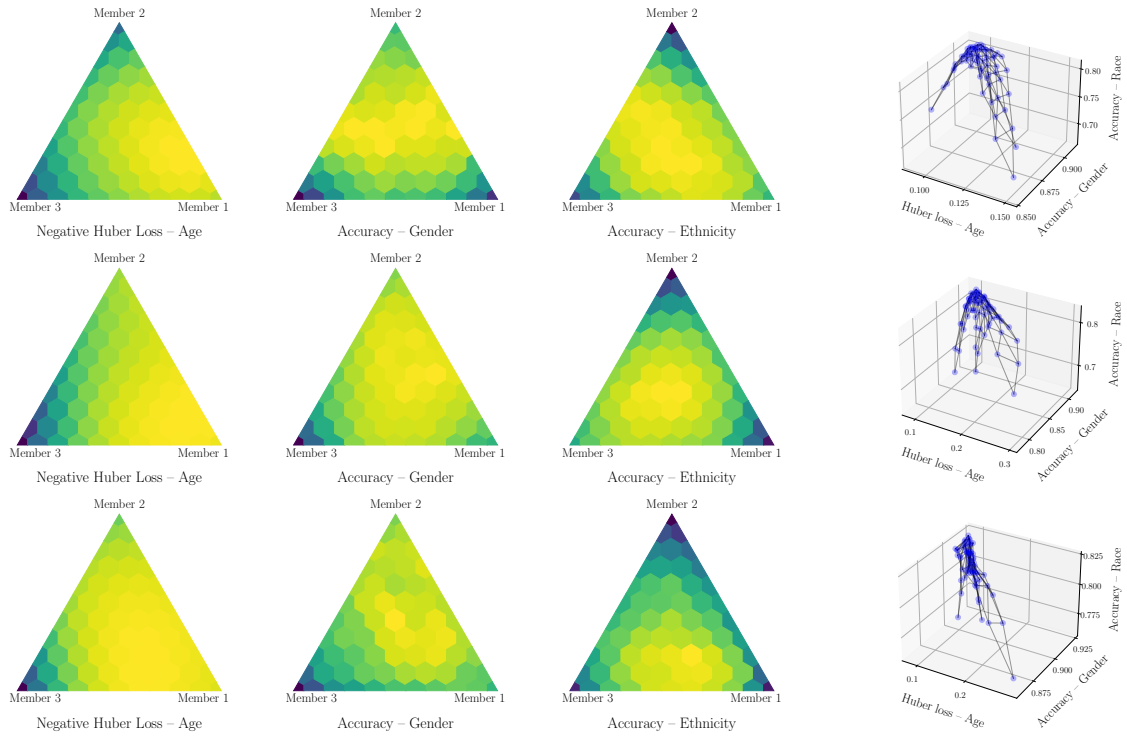 Member 2
Member 3 Member 1
Negative Huber Loss – Age
Member 2
Member 3 Member 1
Accuracy – Gender
Member 2
Member 3 Member 1
Accuracy – Ethnicity
0.80
0.75
0.70
Accuracy – Race
0.900
0.875
0.850
Accuracy – Gender
0.100
0.125
0.150
Huber loss – Age
Member 2
Member 3 Member 1
Negative Huber Loss – Age
Member 2
Member 3 Member 1
Accuracy – Gender
Member 2
Member 3 Member 1
Accuracy – Ethnicity
0.8
0.7
Accuracy – Race
0.90
0.85
0.80
Accuracy – Gender
0.1
0.2
0.3
Huber loss – Age
Member 2
Member 3 Member 1
Negative Huber Loss – Age
Member 2
Member 3 Member 1
Accuracy – Gender
Member 2
Member 3 Member 1
Accuracy – Ethnicity
0.825
0.800
0.775
Accuracy – Race
0.925
0.900
0.875
Accuracy – Gender
0.1
0.2
Huber loss – Age